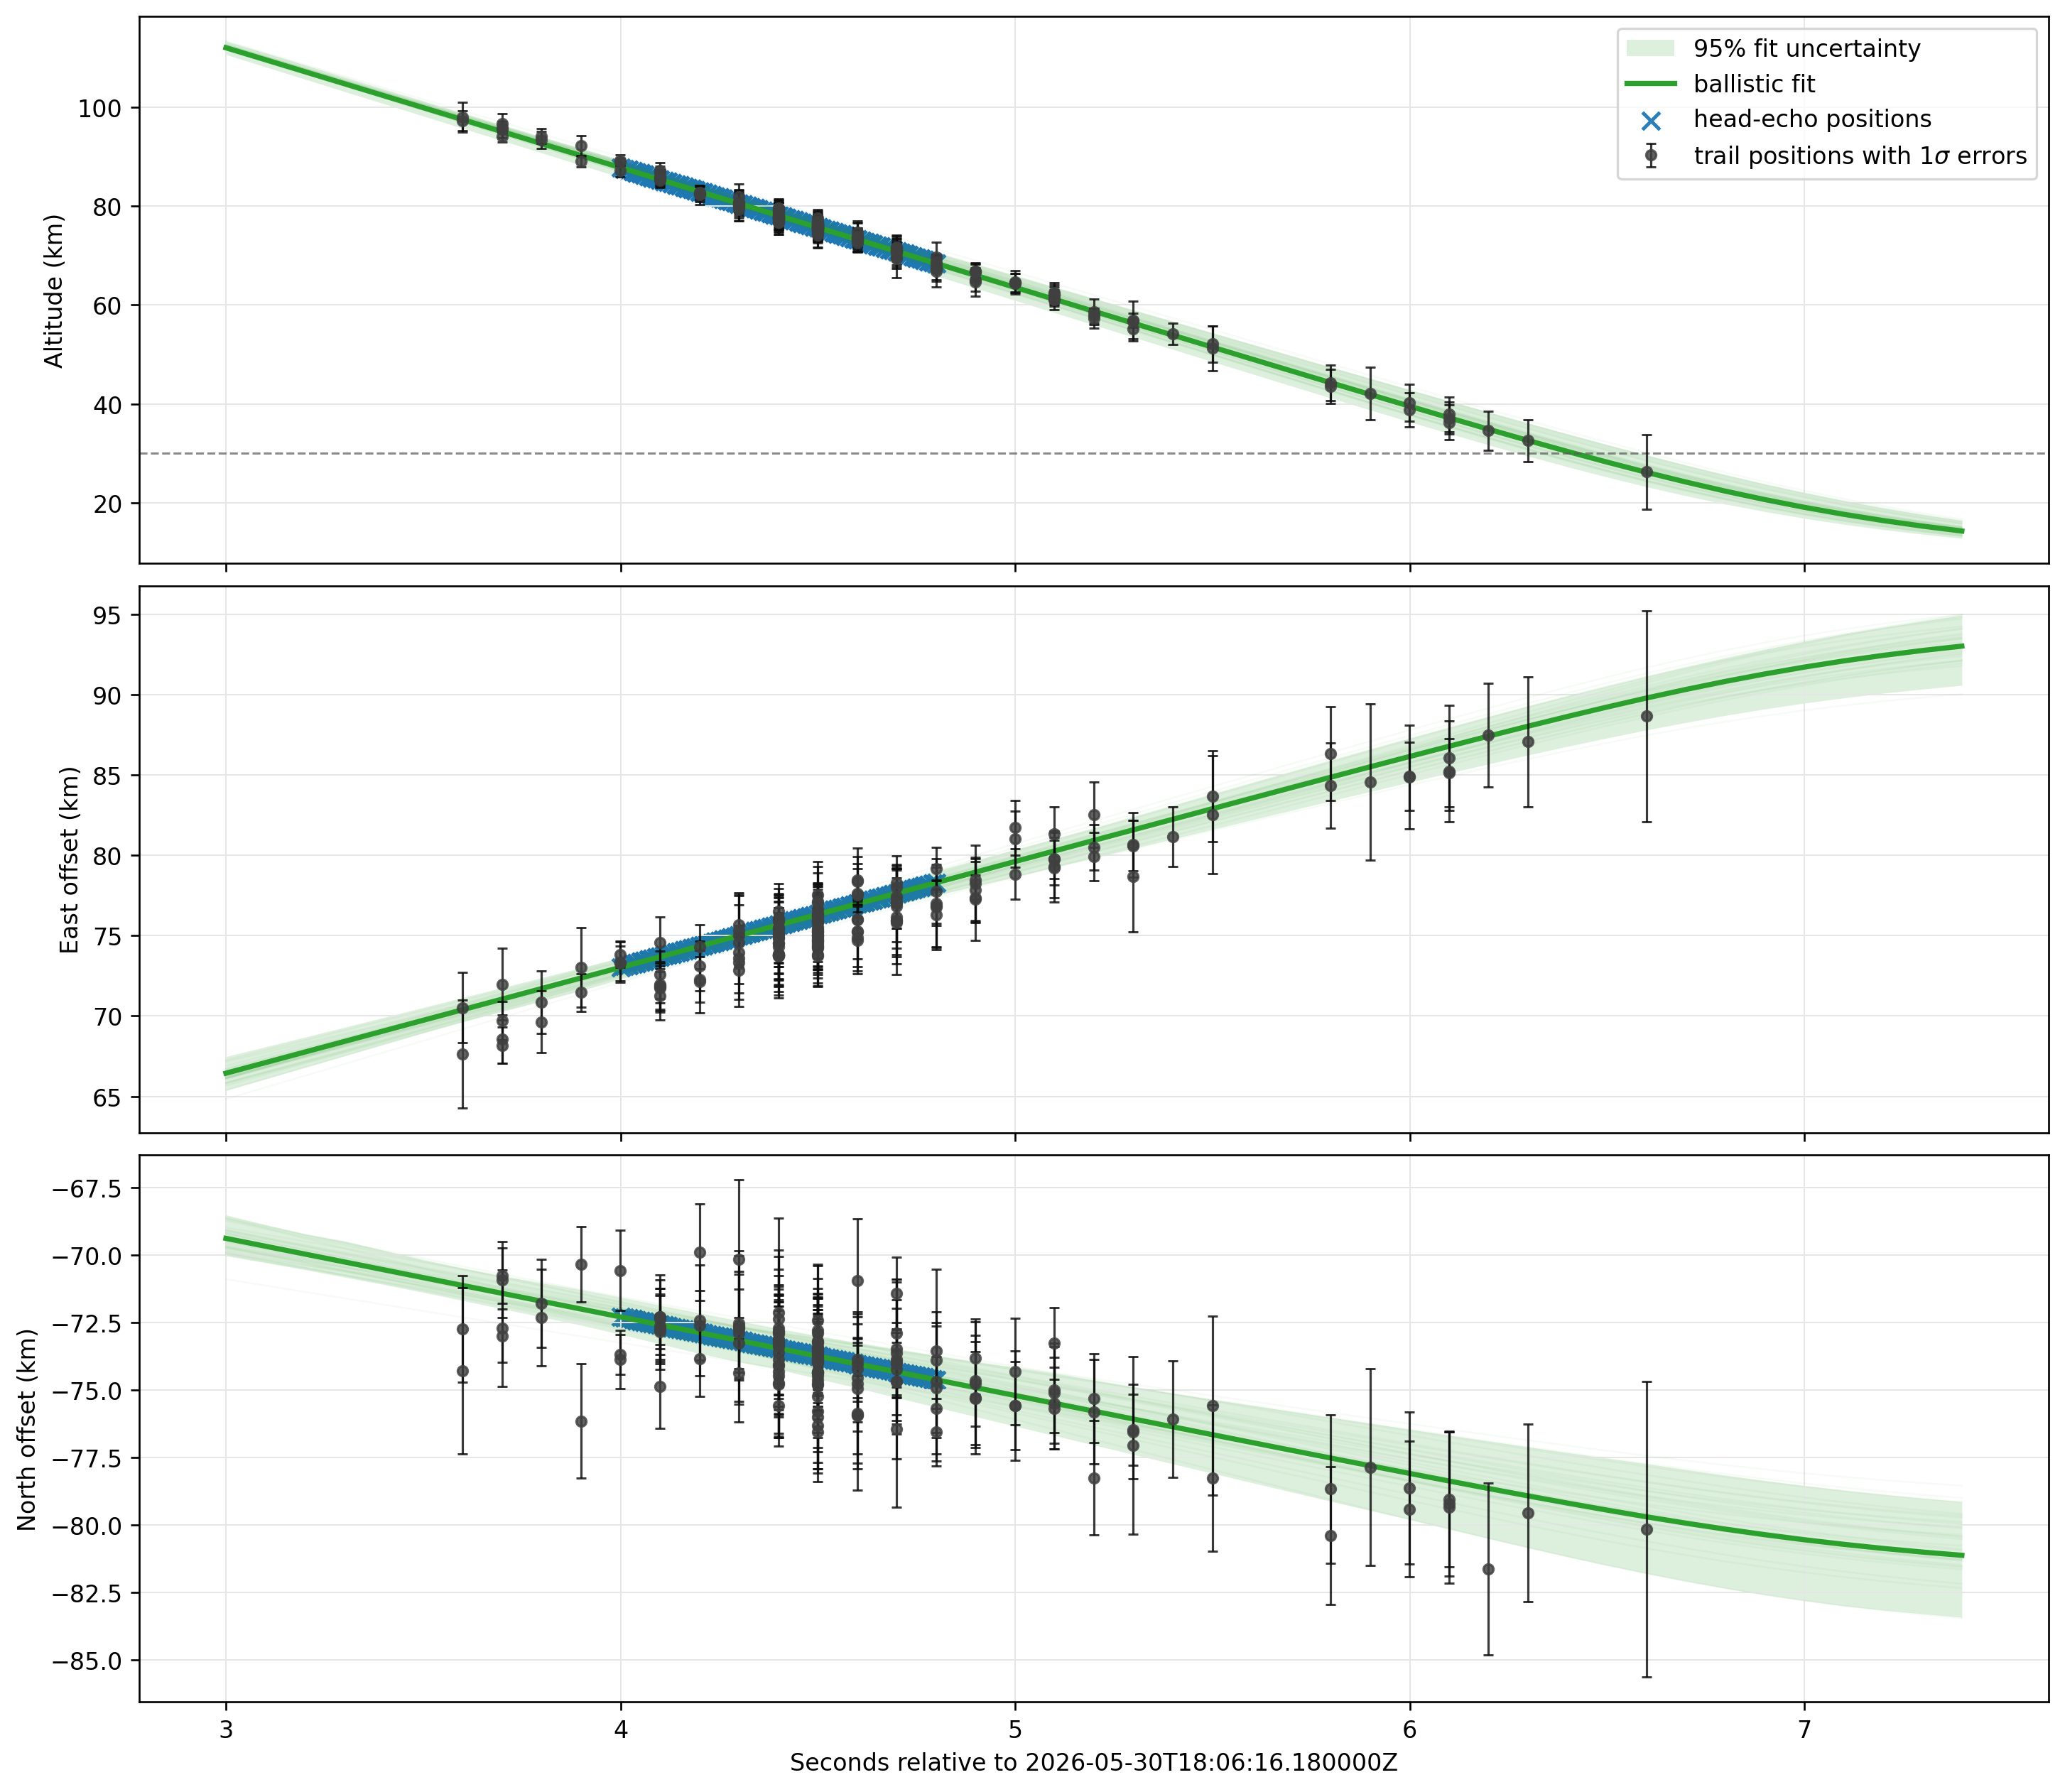 100
80
60
40
20
Altitude (km)
95% fit uncertainty
ballistic fit
head-echo positions
trail positions with 1σ errors
95
90
85
80
75
70
65
East offset (km)
−67.5
−70.0
−72.5
−75.0
−77.5
−80.0
−82.5
−85.0
North offset (km)
3 4 5 6 7
Seconds relative to 2026-05-30T18:06:16.180000Z